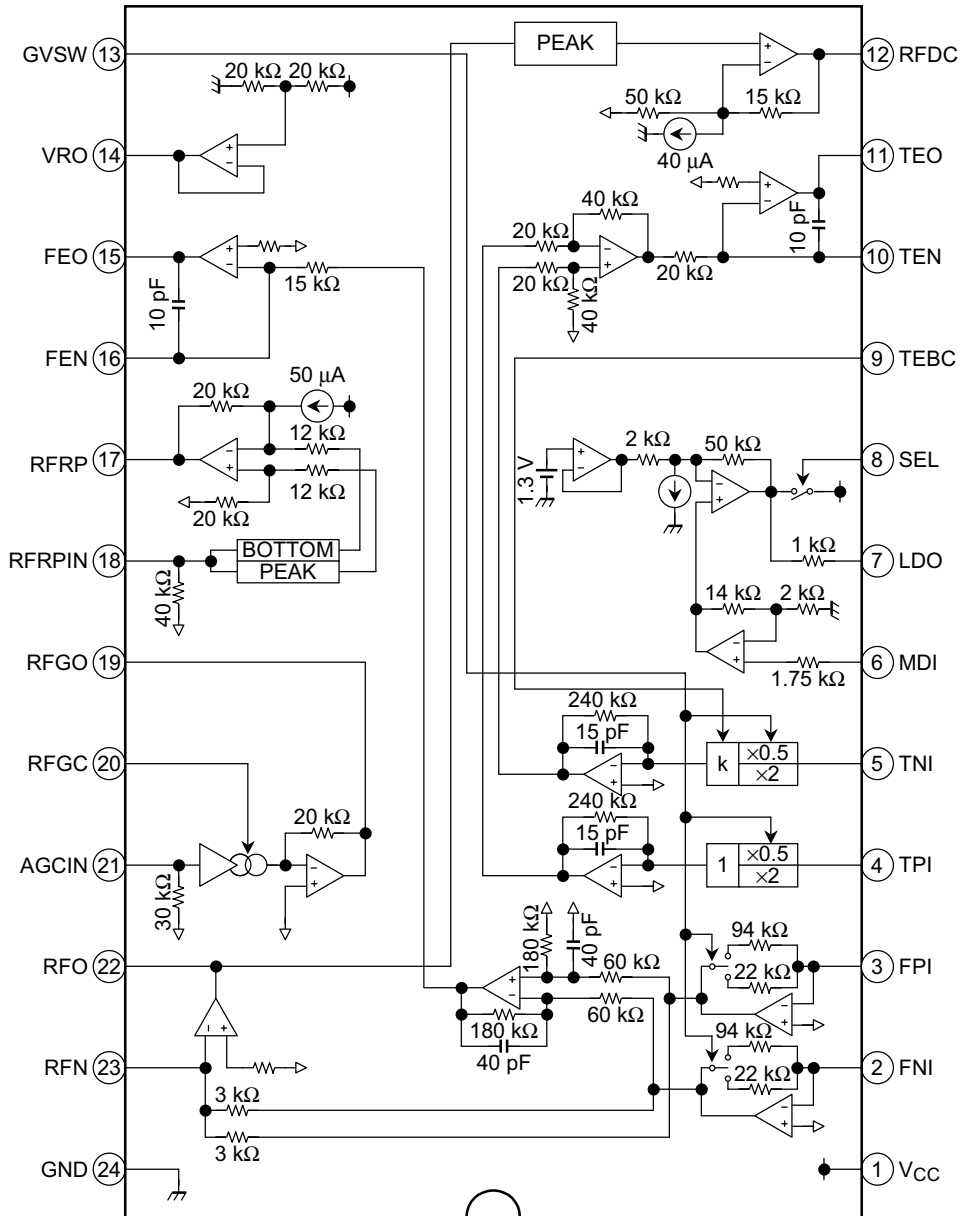 GVSW 13
PEAK
12 RFDC
20 kΩ 20 kΩ
50 kΩ 15 kΩ
40 μA
VRO 14
11 TEO
40 kΩ
10 pF
20 kΩ
FEO 15
10 TEN
15 kΩ
20 kΩ
20 kΩ
40 kΩ
10 pF
FEN 16
9 TEBC
50 μA
20 kΩ
12 kΩ
RFRP 17
12 kΩ
20 kΩ
2 kΩ 50 kΩ
8 SEL
1.3 V
BOTTOM
RFRPIN 18
PEAK
40 kΩ
1 kΩ
7 LDO
14 kΩ 2 kΩ
RFGO 19
6 MDI
1.75 kΩ
240 kΩ
15 pF
RFGC 20
k ×0.5
×2
5 TNI
20 kΩ
240 kΩ
15 pF
AGCIN 21
30 kΩ
1 ×0.5
×2
4 TPI
180 kΩ
40 pF
94 kΩ
RFO 22
60 kΩ
22 kΩ
3 FPI
60 kΩ
180 kΩ
40 pF
94 kΩ
RFN 23
22 kΩ
2 FNI
3 kΩ
3 kΩ
GND 24
1 VCC